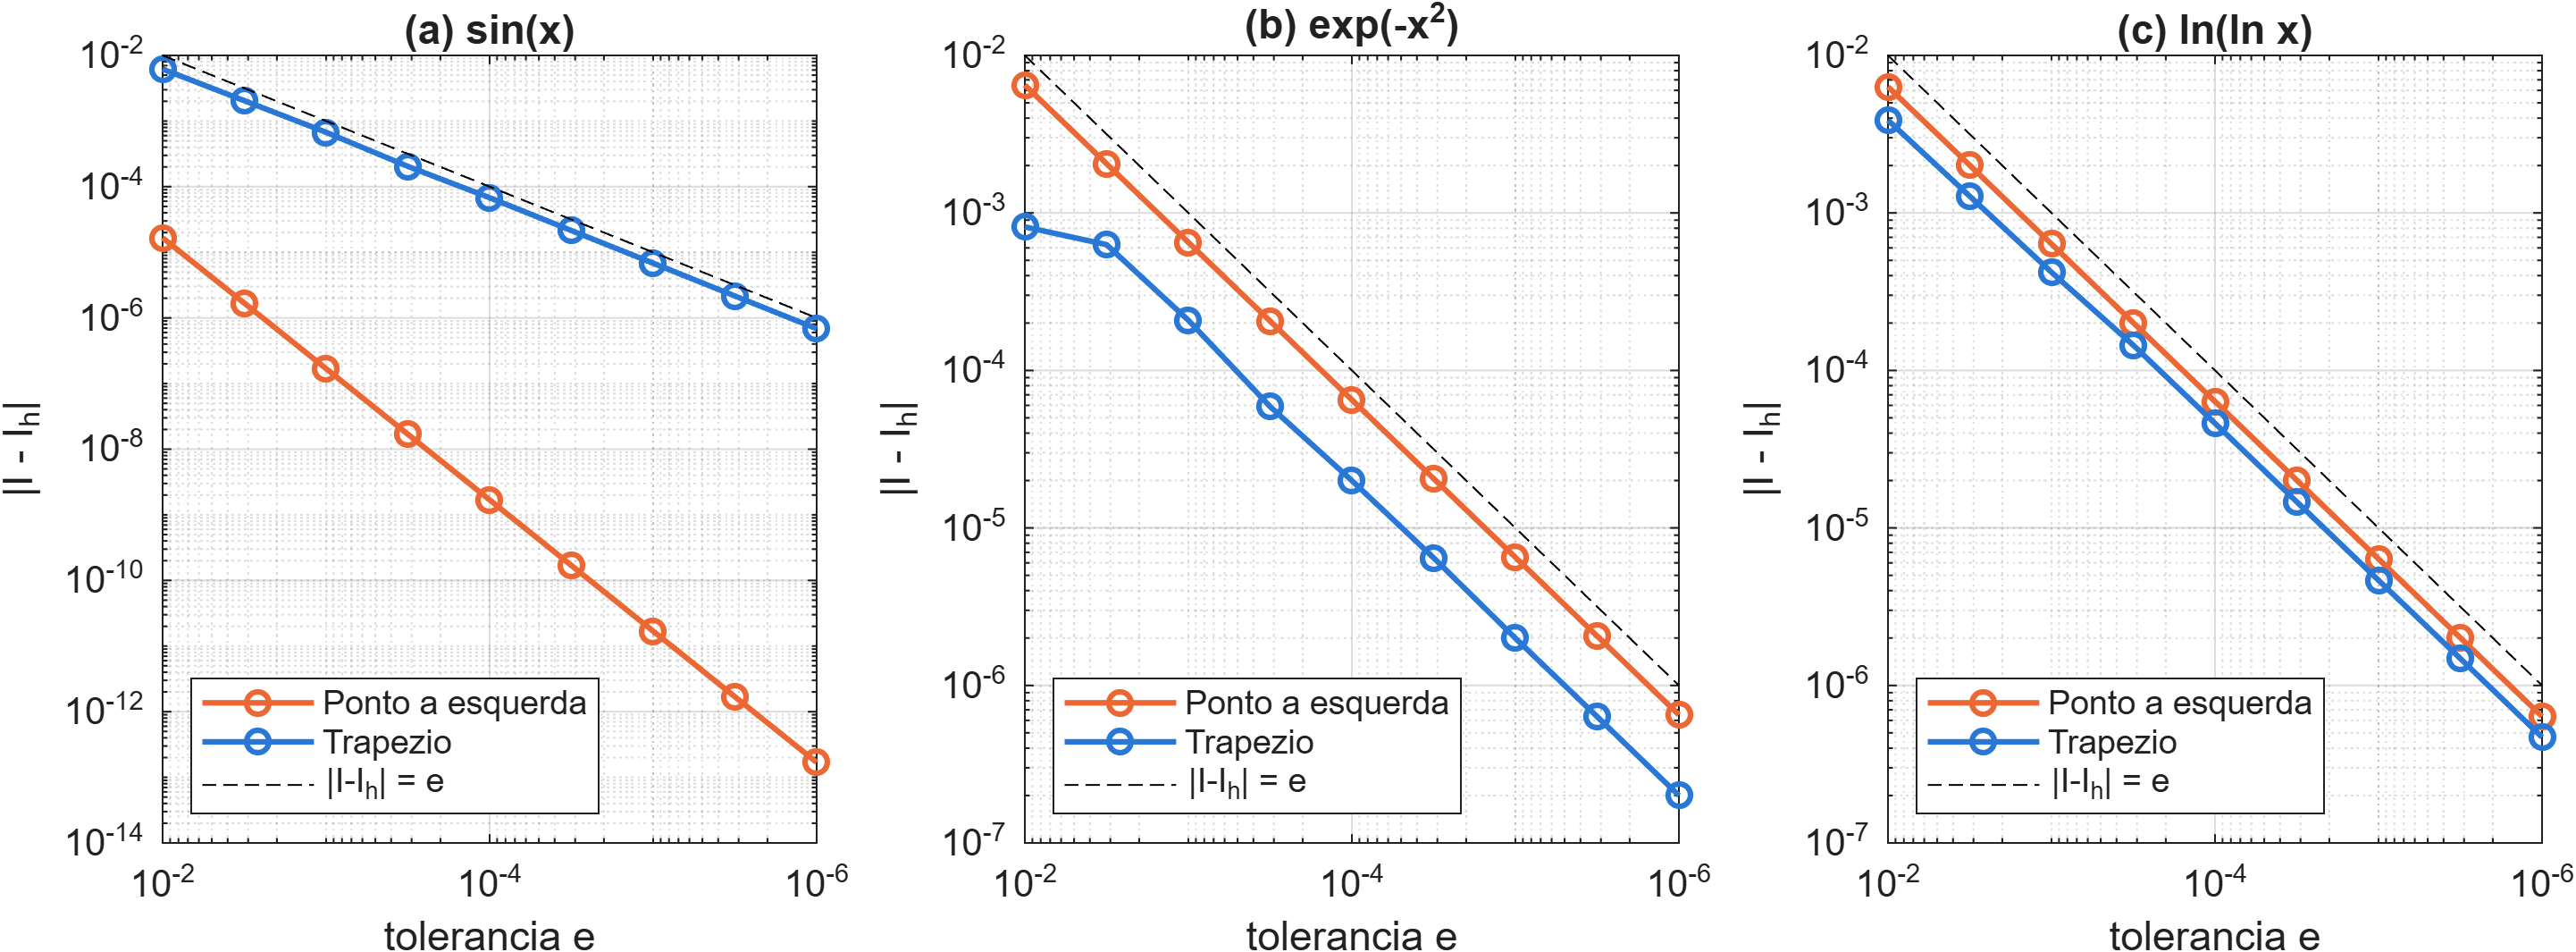 (a) sin(x)
10⁻²
10⁻⁴
10⁻⁶
10⁻⁸
10⁻¹⁰
10⁻¹²
10⁻¹⁴
|I - Iₕ|
Ponto a esquerda
Trapezio
|I-Iₕ| = e
10⁻² 10⁻⁴ 10⁻⁶
tolerancia e
(b) exp(-x²)
10⁻²
10⁻³
10⁻⁴
10⁻⁵
10⁻⁶
10⁻⁷
|I - Iₕ|
Ponto a esquerda
Trapezio
|I-Iₕ| = e
10⁻² 10⁻⁴ 10⁻⁶
tolerancia e
(c) ln(ln x)
10⁻²
10⁻³
10⁻⁴
10⁻⁵
10⁻⁶
10⁻⁷
|I - Iₕ|
Ponto a esquerda
Trapezio
|I-Iₕ| = e
10⁻² 10⁻⁴ 10⁻⁶
tolerancia e